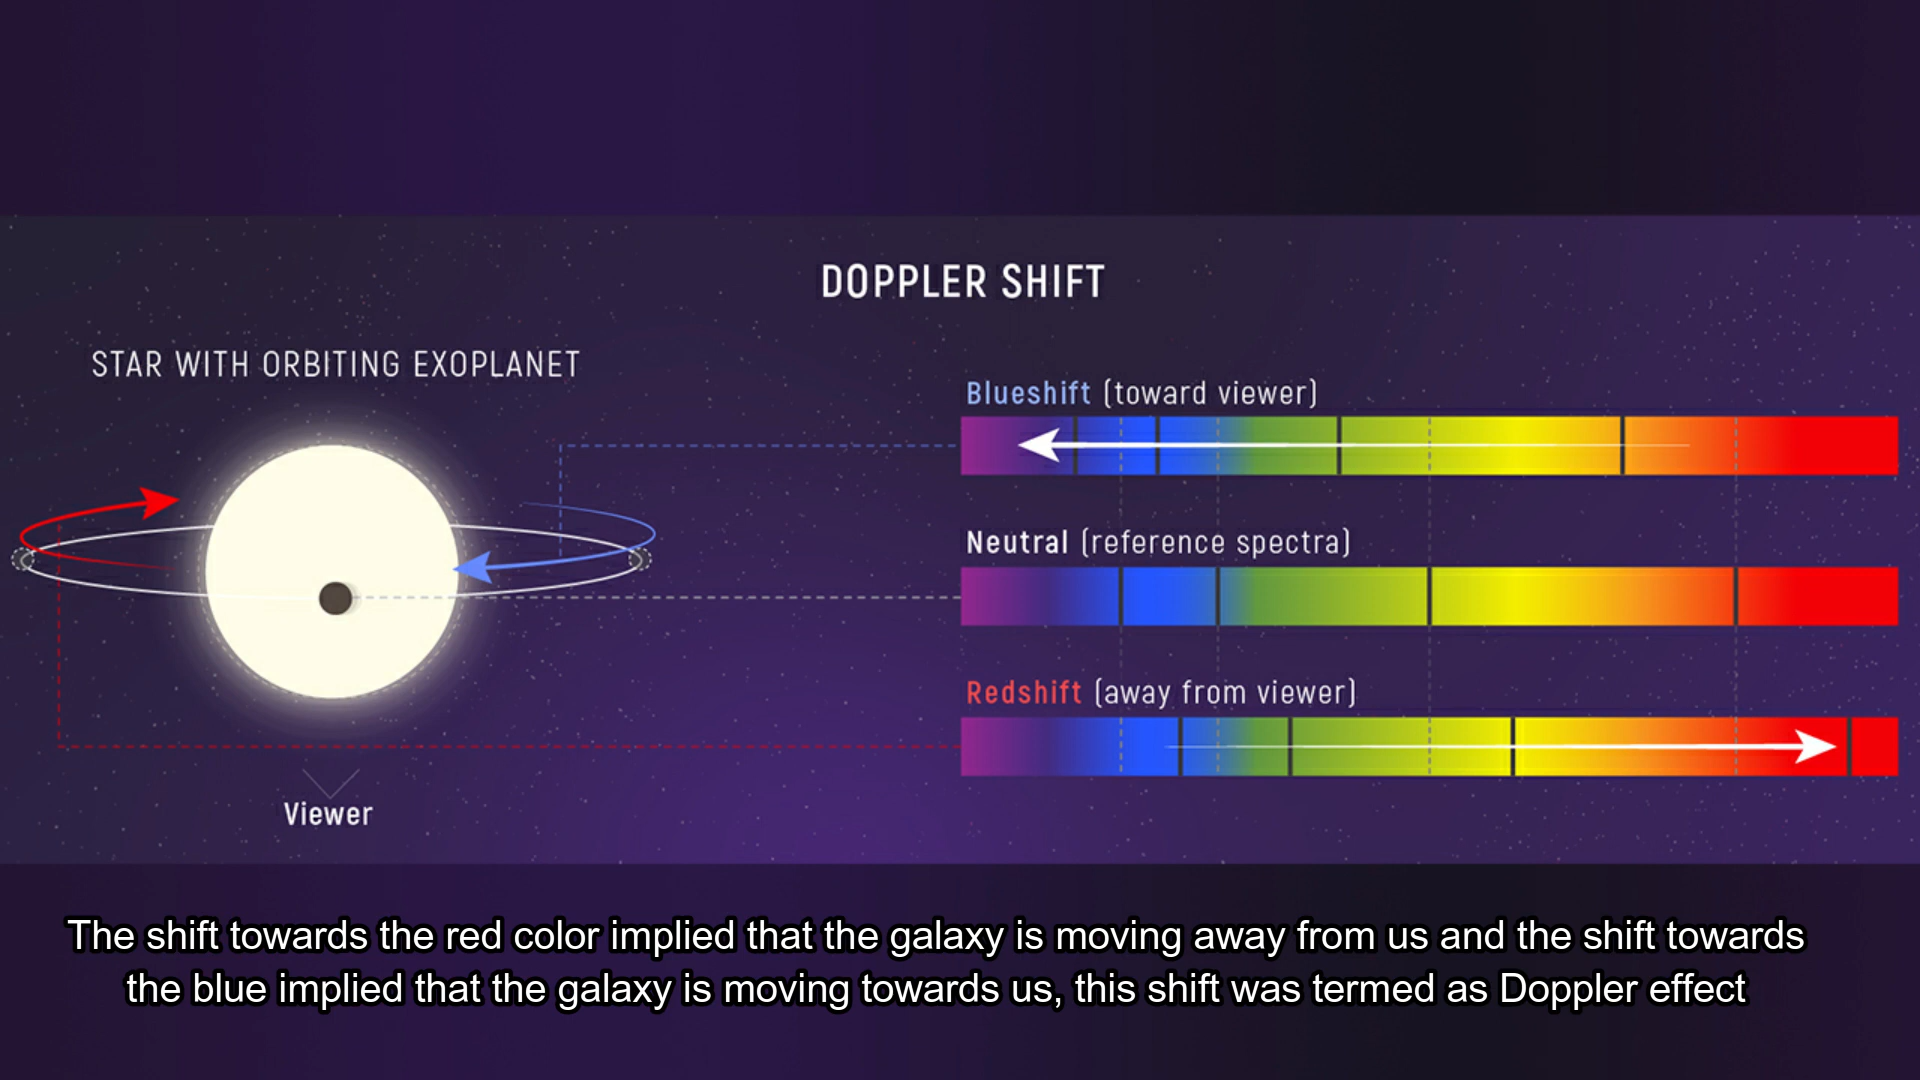 DOPPLER SHIFT
STAR WITH ORBITING EXOPLANET
Viewer
Blueshift (toward viewer)
Neutral (reference spectra)
Redshift (away from viewer)
The shift towards the red color implied that the galaxy is moving away from us and the shift towards
the blue implied that the galaxy is moving towards us, this shift was termed as Doppler effect